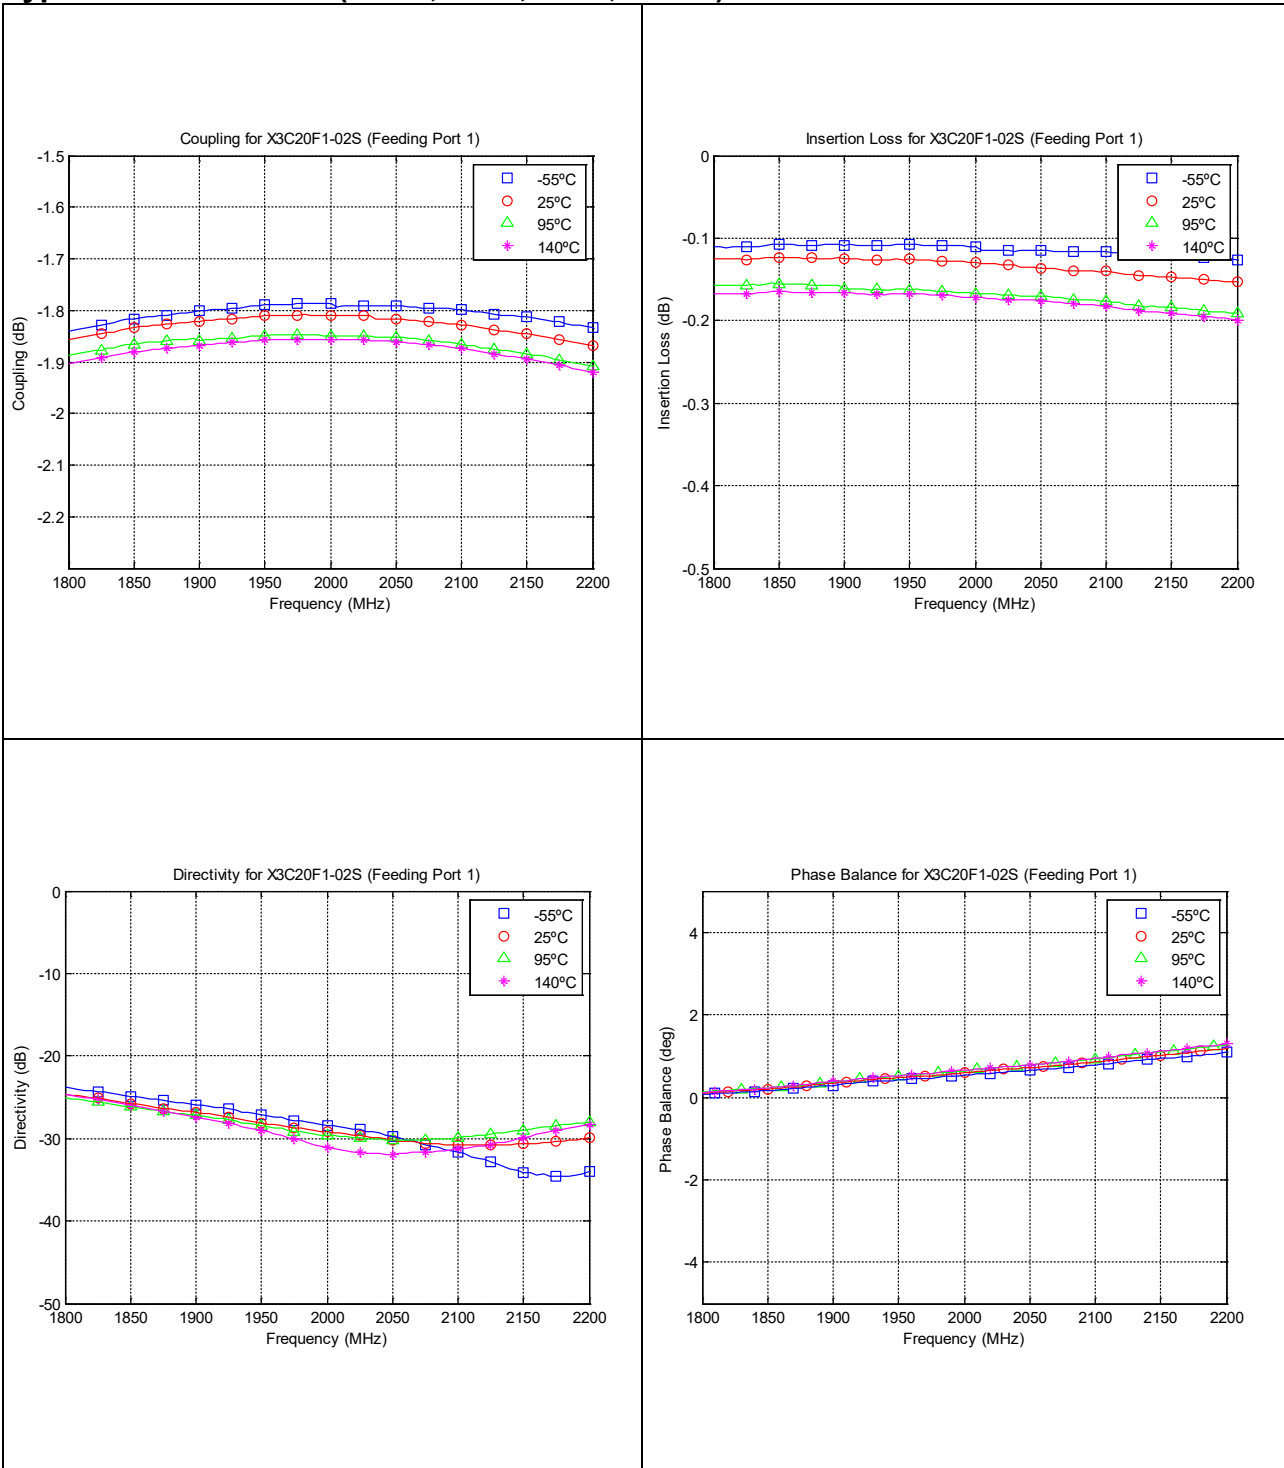 Coupling for X3C20F1-02S (Feeding Port 1)
-1.5
-1.6
-1.7
-1.8
-1.9
-2
-2.1
-2.2
Coupling (dB)
-55ºC
25ºC
95ºC
140ºC
1800 1850 1900 1950 2000 2050 2100 2150 2200
Frequency (MHz)
Insertion Loss for X3C20F1-02S (Feeding Port 1)
0
-0.1
-0.2
-0.3
-0.4
-0.5
Insertion Loss (dB)
-55ºC
25ºC
95ºC
140ºC
1800 1850 1900 1950 2000 2050 2100 2150 2200
Frequency (MHz)
Directivity for X3C20F1-02S (Feeding Port 1)
0
-10
-20
-30
-40
-50
Directivity (dB)
-55ºC
25ºC
95ºC
140ºC
1800 1850 1900 1950 2000 2050 2100 2150 2200
Frequency (MHz)
Phase Balance for X3C20F1-02S (Feeding Port 1)
4
2
0
-2
-4
Phase Balance (deg)
-55ºC
25ºC
95ºC
140ºC
1800 1850 1900 1950 2000 2050 2100 2150 2200
Frequency (MHz)